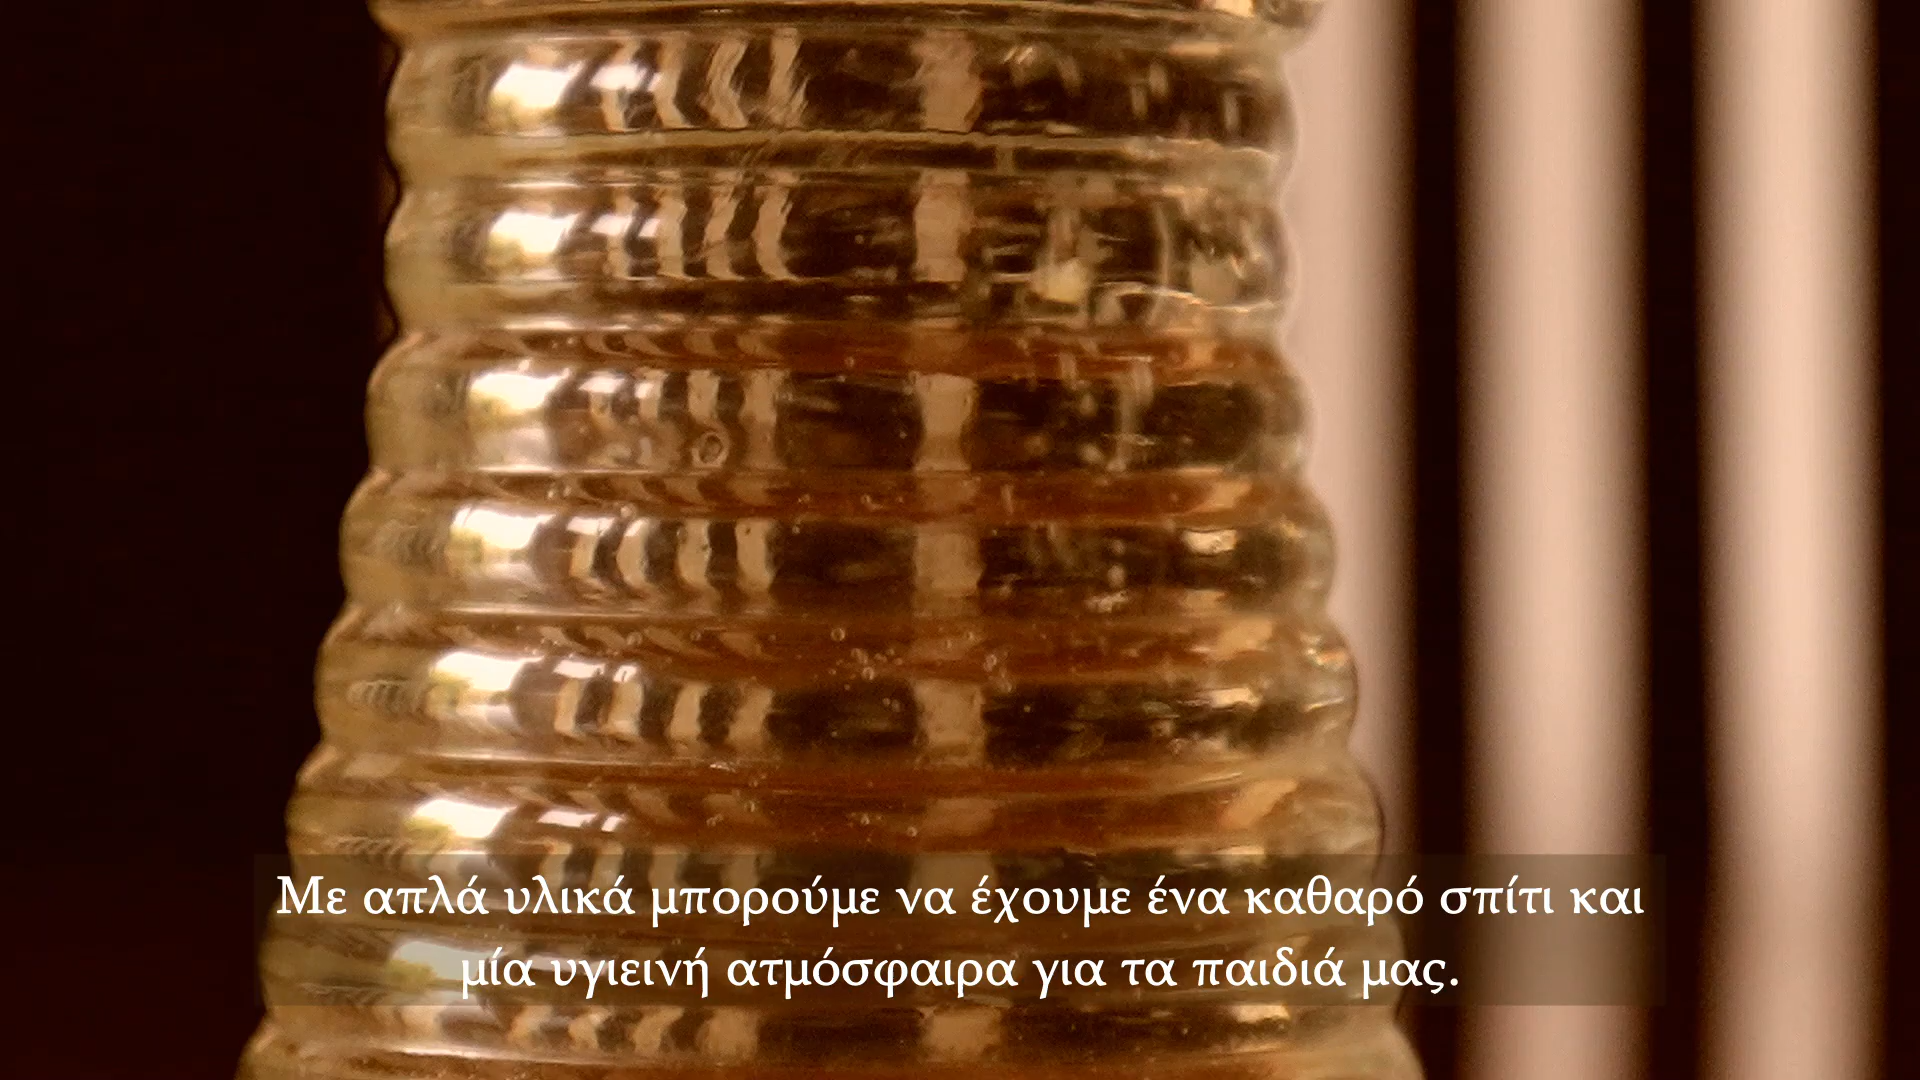 Με απλά υλικά μπορούμε να έχουμε ένα καθαρό σπίτι και
μία υγιεινή ατμόσφαιρα για τα παιδιά μας.